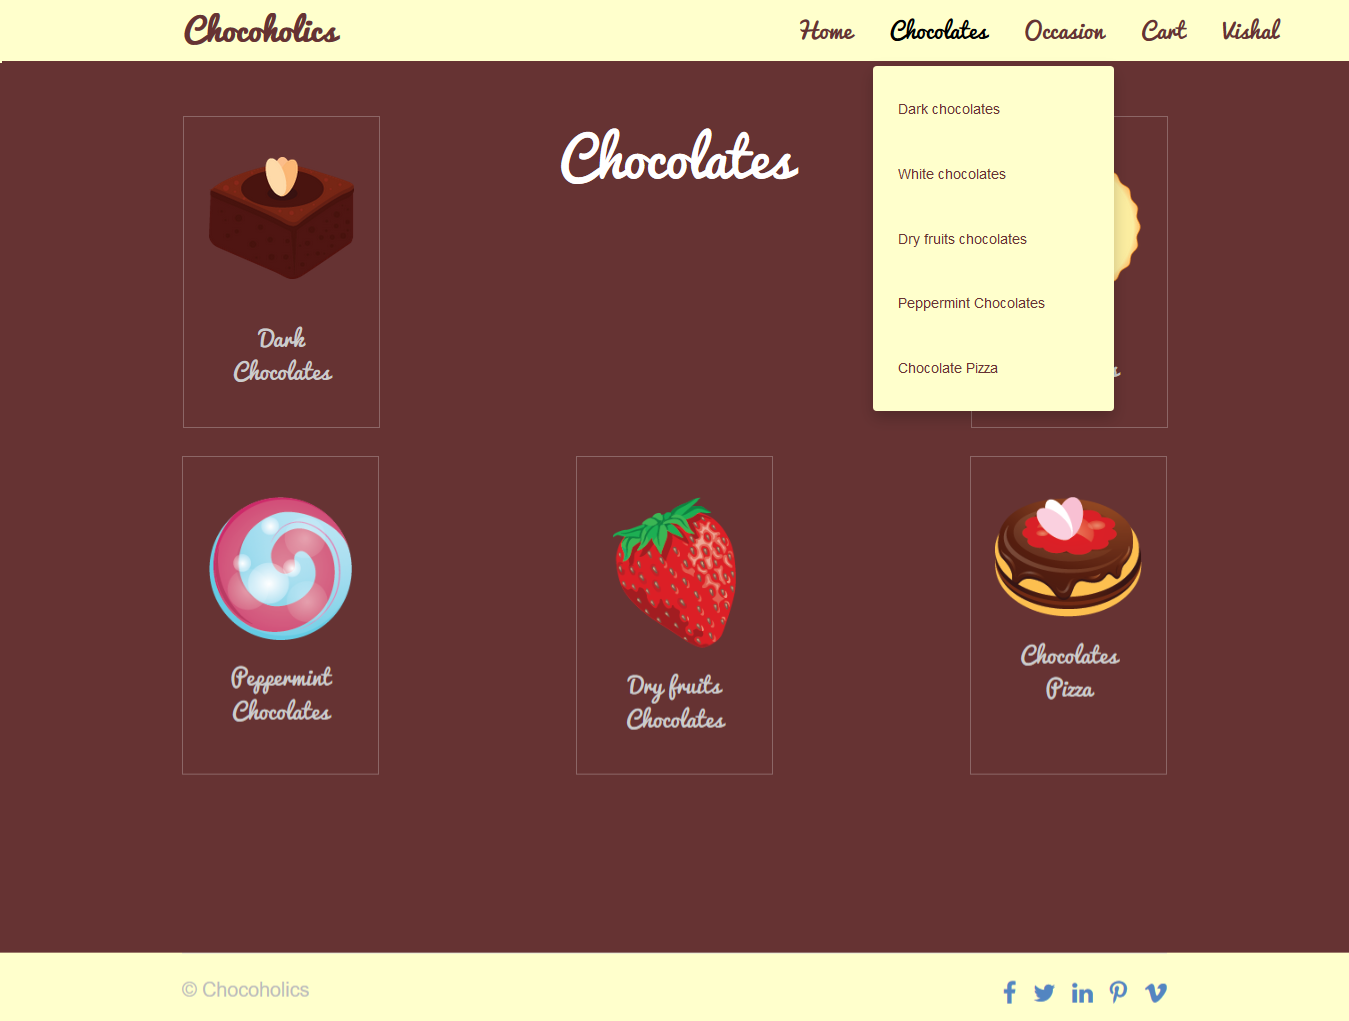 Chocoholics
Home Chocolates Occasion Cart Vishal
Dark chocolates
White chocolates
Dry fruits chocolates
Peppermint Chocolates
Chocolate Pizza
Chocolates
Dark
Chocolates
Peppermint
Chocolates
Dry fruits
Chocolates
Chocolates
Pizza
© Chocoholics